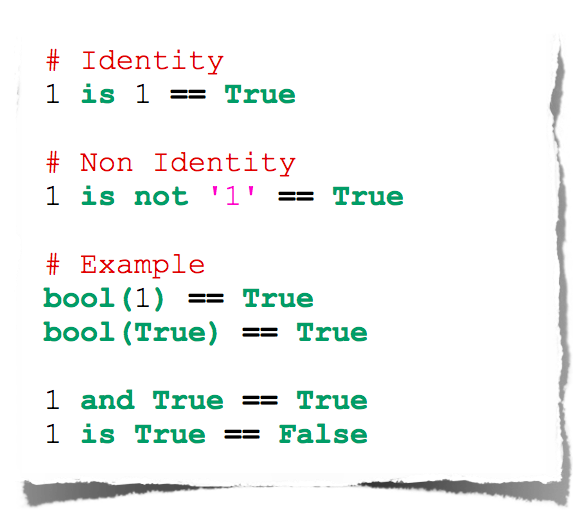 # Identity
1 is 1 == True
# Non Identity
1 is not '1' == True
# Example
bool(1) == True
bool(True) == True
1 and True == True
1 is True == False